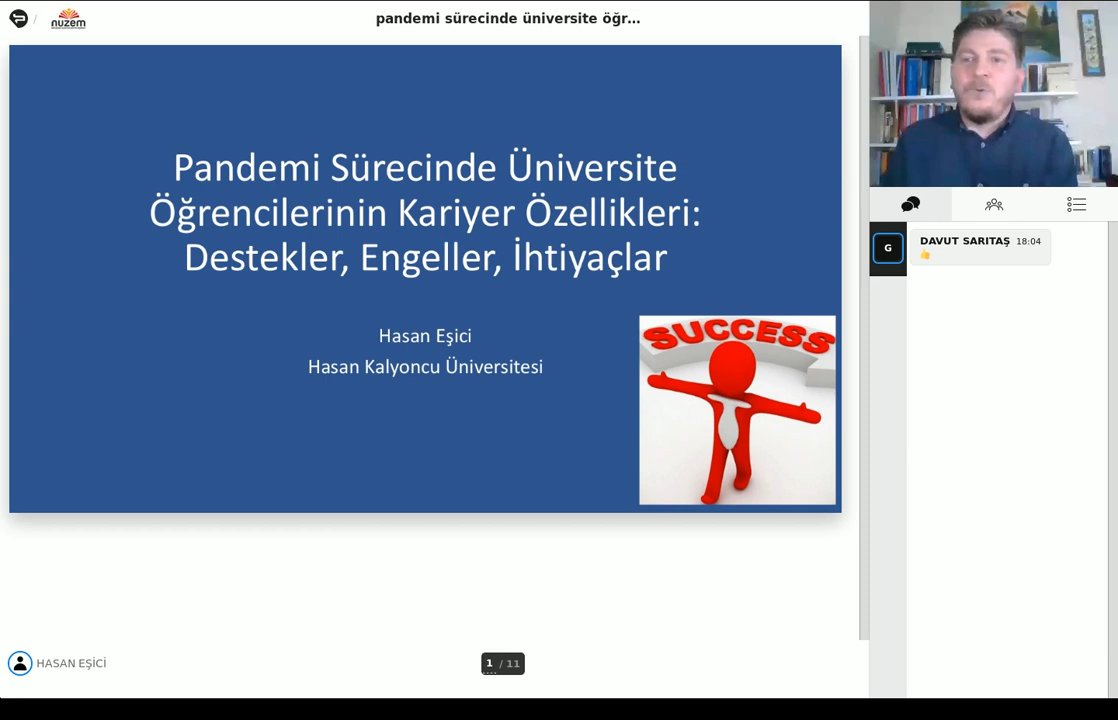 /
nuzem
pandemi sürecinde üniversite öğr...
Pandemi Sürecinde Üniversite
Öğrencilerinin Kariyer Özellikleri:
Destekler, Engeller, İhtiyaçlar
Hasan Eşici
Hasan Kalyoncu Üniversitesi
SUCCESS
G
DAVUT SARITAŞ 18:04
HASAN EŞİCİ
1 / 11